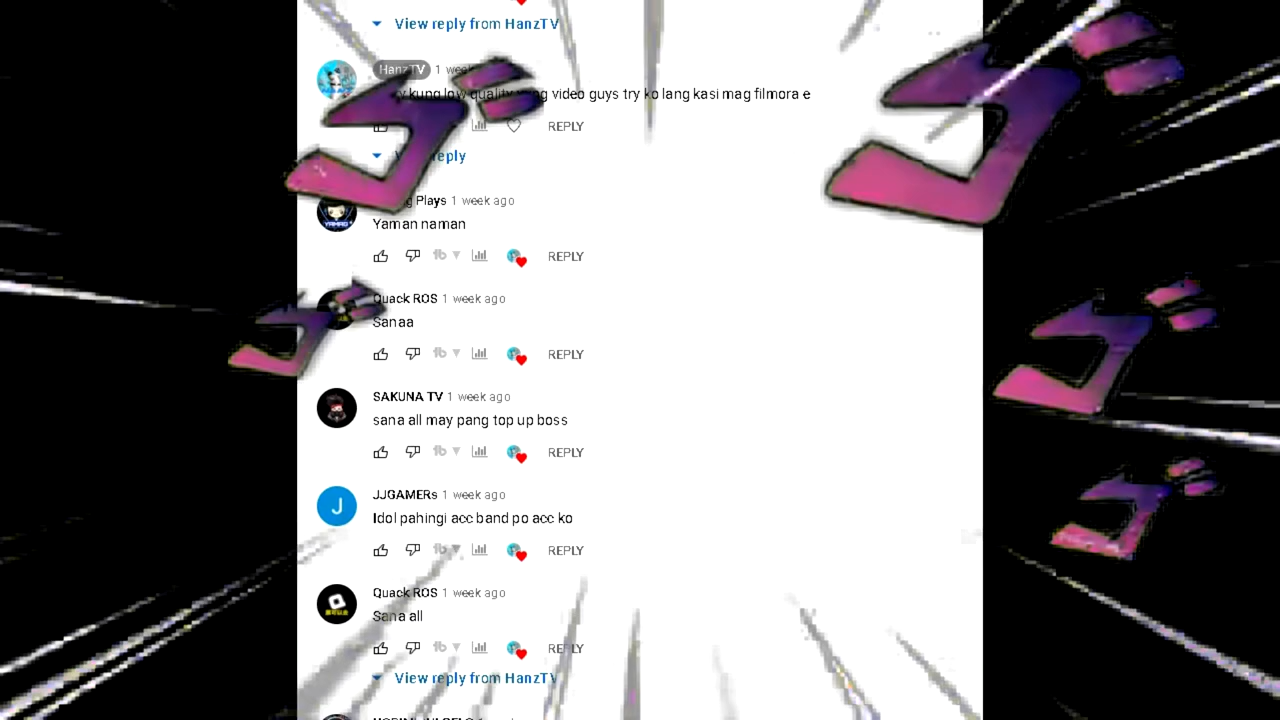 View reply from HanzTV
HanzTV 1 week
kung low quality yung video guys try ko lang kasi mag filmora e
REPLY
reply
Plays 1 week ago
YAMAG
Yaman naman
REPLY
Quack ROS 1 week ago
Sanaa
REPLY
SAKUNA TV 1 week ago
sana all may pang top up boss
REPLY
J
JJGAMERs 1 week ago
Idol pahingi acc band po acc ko
REPLY
Quack ROS 1 week ago
Sana all
REPLY
View reply from HanzTV